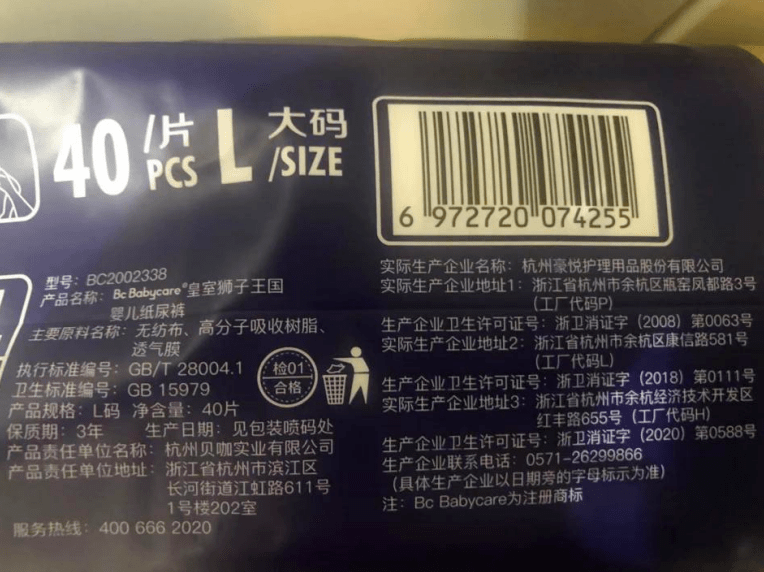 40/片 PCS L 大码/SIZE
6 972720 074255
型号：BC2002338
产品名称：Bc Babycare®皇室狮子王国
婴儿纸尿裤
主要原料名称：无纺布、高分子吸收树脂、
透气膜
执行标准编号：GB/T 28004.1
卫生标准编号：GB 15979
产品规格：L码 净含量：40片
保质期：3年 生产日期：见包装喷码处
产品责任单位名称：杭州贝咖实业有限公司
产品责任单位地址：浙江省杭州市滨江区
长河街道江虹路611号
1号楼202室
服务热线：400 666 2020
检01
合格
实际生产企业名称：杭州豪悦护理用品股份有限公司
实际生产企业地址1：浙江省杭州市余杭区瓶窑凤都路3号
（工厂代码P）
生产企业卫生许可证号：浙卫消证字（2008）第0063号
实际生产企业地址2：浙江省杭州市余杭区康信路581号
（工厂代码L）
生产企业卫生许可证号：浙卫消证字（2018）第0111号
实际生产企业地址3：浙江省杭州市余杭经济技术开发区
红丰路655号（工厂代码H）
生产企业卫生许可证号：浙卫消证字（2020）第0588号
生产企业联系电话：0571-26299866
（具体生产企业以日期旁的字母标示为准）
注：Bc Babycare为注册商标